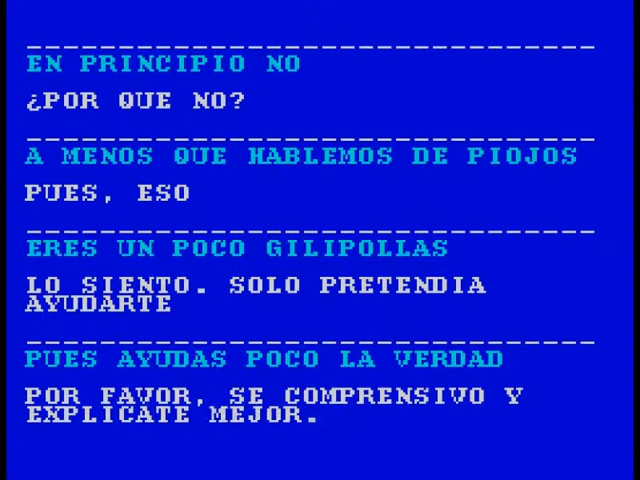 EN PRINCIPIO NO
¿POR QUE NO?
A MENOS QUE HABLEMOS DE PIOJOS
PUES, ESO
ERES UN POCO GILIPOLLAS
LO SIENTO. SOLO PRETENDIA
AYUDARTE
PUES AYUDAS POCO LA VERDAD
POR FAVOR, SE COMPRENSIVO Y
EXPLICATE MEJOR.